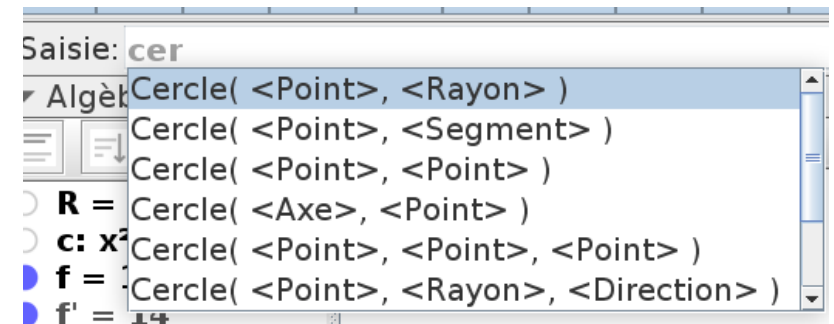 Saisie: cer
Cercle( <Point>, <Rayon> )
Algèb
Cercle( <Point>, <Segment> )
Cercle( <Point>, <Point> )
R =
Cercle( <Axe>, <Point> )
c: x²
Cercle( <Point>, <Point>, <Point> )
f =
Cercle( <Point>, <Rayon>, <Direction> )
f' = 14